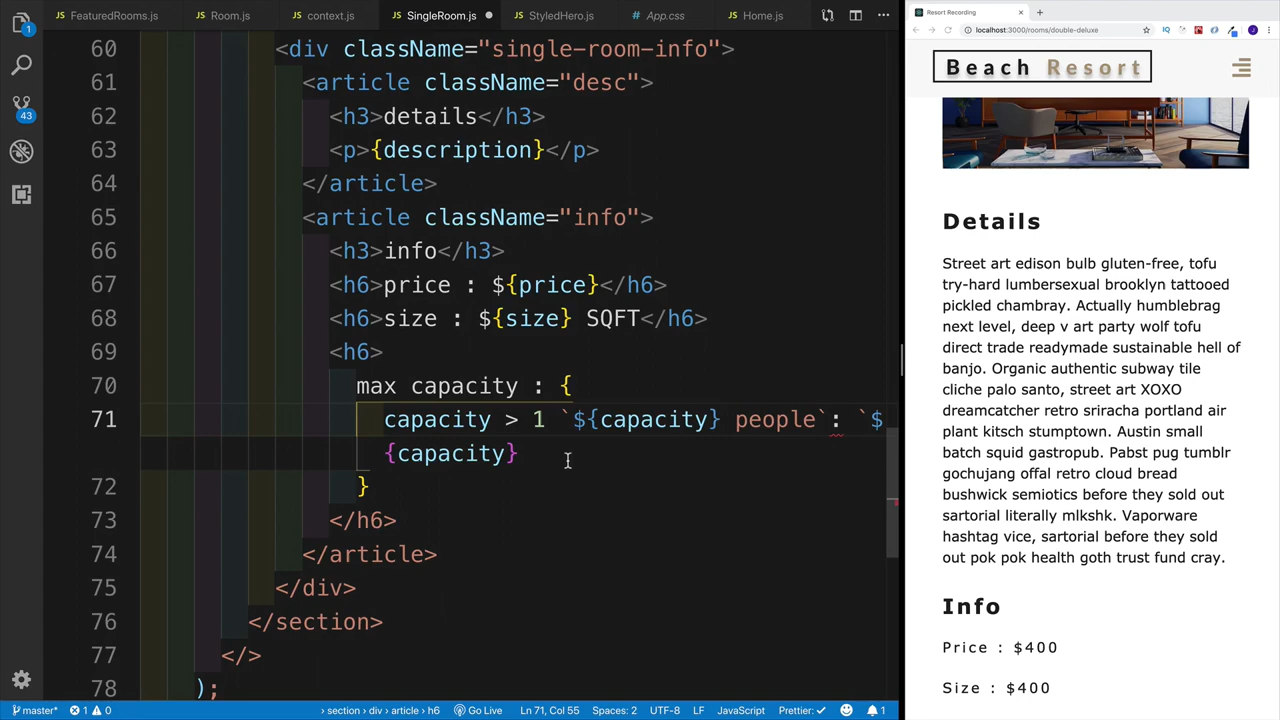 FeaturedRooms.js
Room.js
context.js
SingleRoom.js
StyledHero.js
App.css
Home.js
60 <div className="single-room-info">
61 <article className="desc">
62 <h3>details</h3>
63 <p>{description}</p>
64 </article>
65 <article className="info">
66 <h3>info</h3>
67 <h6>price : ${price}</h6>
68 <h6>size : ${size} SQFT</h6>
69 <h6>
70 max capacity : {
71 capacity > 1 `${capacity} people`: `$
{capacity}
72 }
73 </h6>
74 </article>
75 </div>
76 </section>
77 </>
78 );
1
43
master*
1 0
› section › div › article › h6
Go Live
Ln 71, Col 55
Spaces: 2
UTF-8
LF
JavaScript
Prettier: ✓
1
Resort Recording
localhost:3000/rooms/double-deluxe
Beach Resort
Details
Street art edison bulb gluten-free, tofu
try-hard lumbersexual brooklyn tattooed
pickled chambray. Actually humblebrag
next level, deep v art party wolf tofu
direct trade readymade sustainable hell of
banjo. Organic authentic subway tile
cliche palo santo, street art XOXO
dreamcatcher retro sriracha portland air
plant kitsch stumptown. Austin small
batch squid gastropub. Pabst pug tumblr
gochujang offal retro cloud bread
bushwick semiotics before they sold out
sartorial literally mlkshk. Vaporware
hashtag vice, sartorial before they sold
out pok pok health goth trust fund cray.
Info
Price : $400
Size : $400